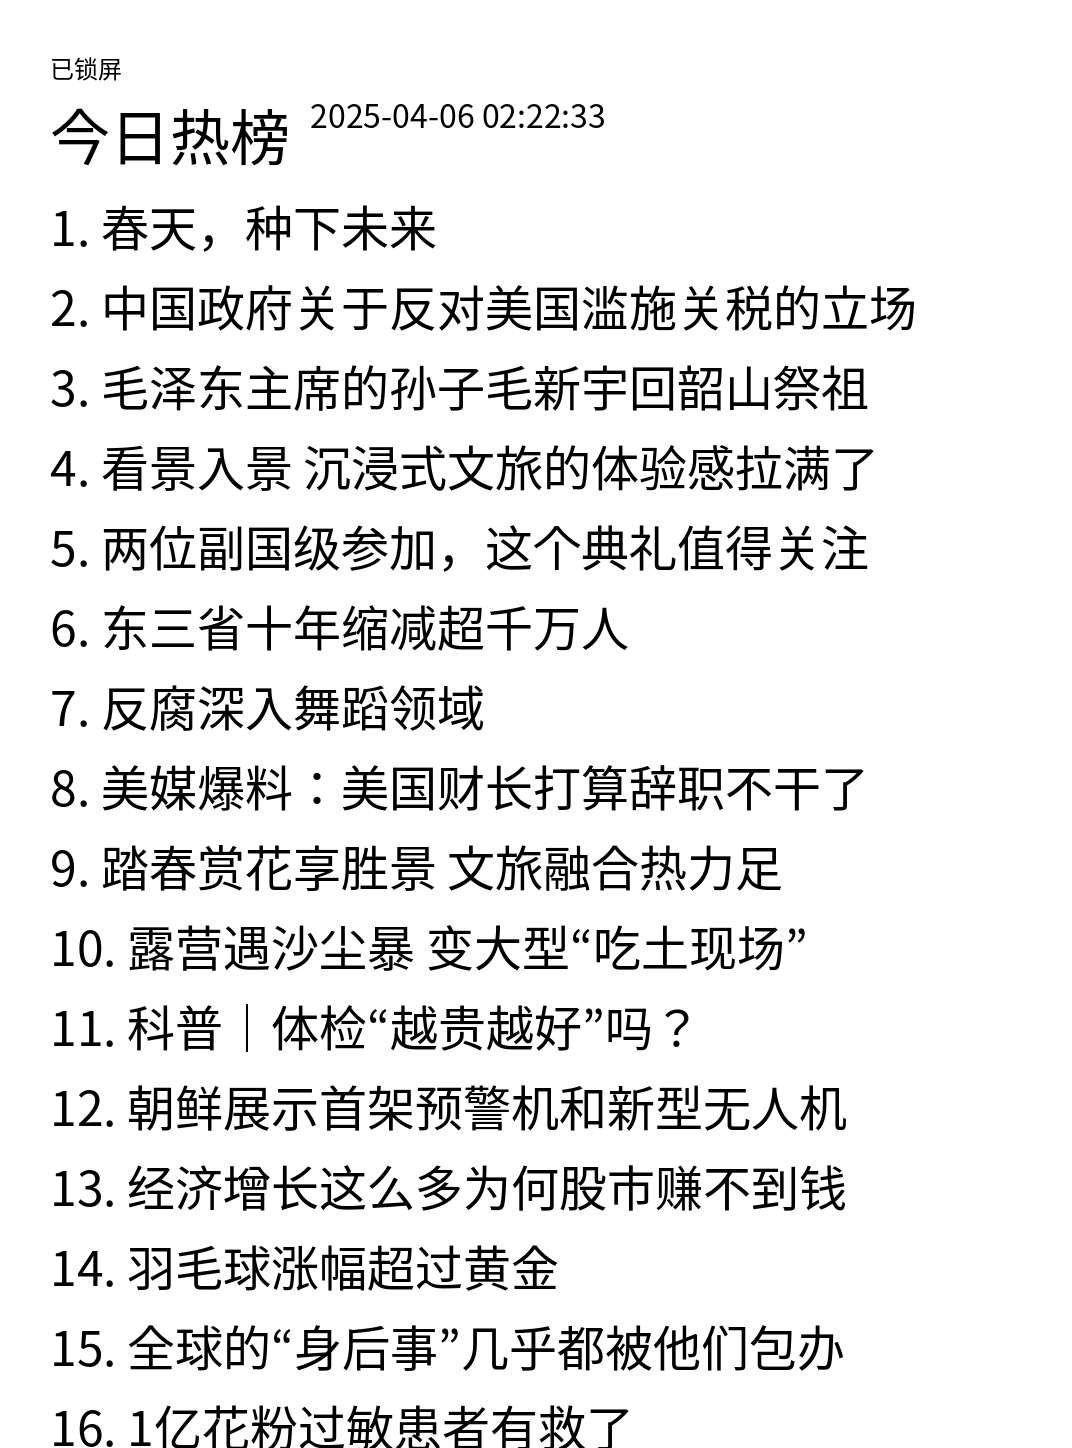 已锁屏
今日热榜 2025-04-06 02:22:33
1. 春天，种下未来
2. 中国政府关于反对美国滥施关税的立场
3. 毛泽东主席的孙子毛新宇回韶山祭祖
4. 看景入景 沉浸式文旅的体验感拉满了
5. 两位副国级参加，这个典礼值得关注
6. 东三省十年缩减超千万人
7. 反腐深入舞蹈领域
8. 美媒爆料：美国财长打算辞职不干了
9. 踏春赏花享胜景 文旅融合热力足
10. 露营遇沙尘暴 变大型“吃土现场”
11. 科普｜体检“越贵越好”吗？
12. 朝鲜展示首架预警机和新型无人机
13. 经济增长这么多为何股市赚不到钱
14. 羽毛球涨幅超过黄金
15. 全球的“身后事”几乎都被他们包办
16. 1亿花粉过敏患者有救了